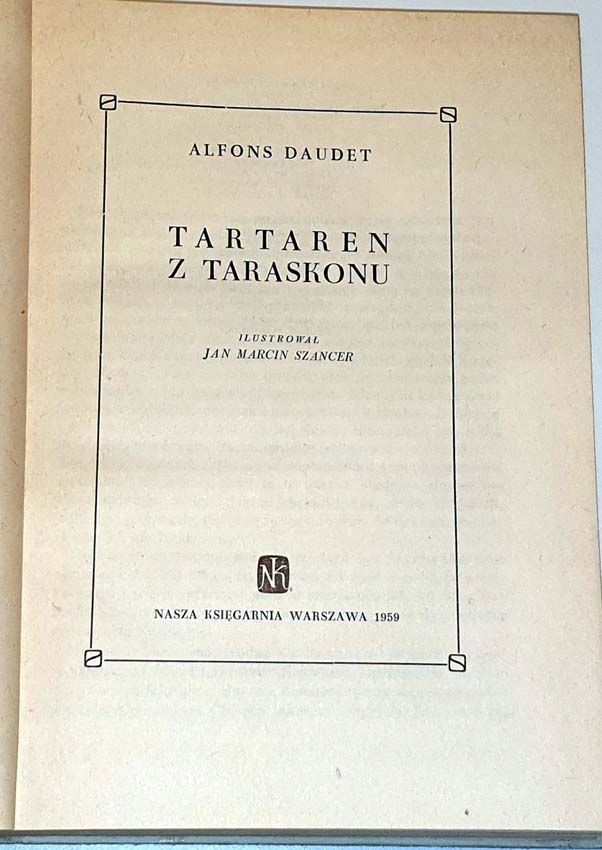 ALFONS DAUDET
TARTAREN
Z TARASKONU
ILUSTROWAŁ
JAN MARCIN SZANCER
NK
NASZA KSIĘGARNIA WARSZAWA 1959